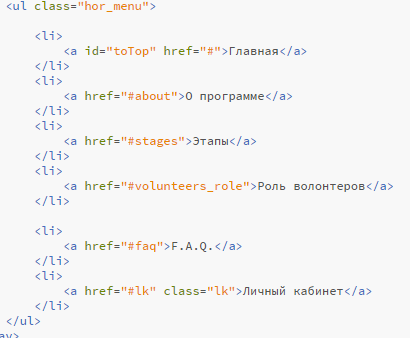 <ul class="hor_menu">
<li>
<a id="toTop" href="#">Главная</a>
</li>
<li>
<a href="#about">О программе</a>
</li>
<li>
<a href="#stages">Этапы</a>
</li>
<li>
<a href="#volunteers_role">Роль волонтеров</a>
</li>
<li>
<a href="#faq">F.A.Q.</a>
</li>
<li>
<a href="#lk" class="lk">Личный кабинет</a>
</li>
</ul>